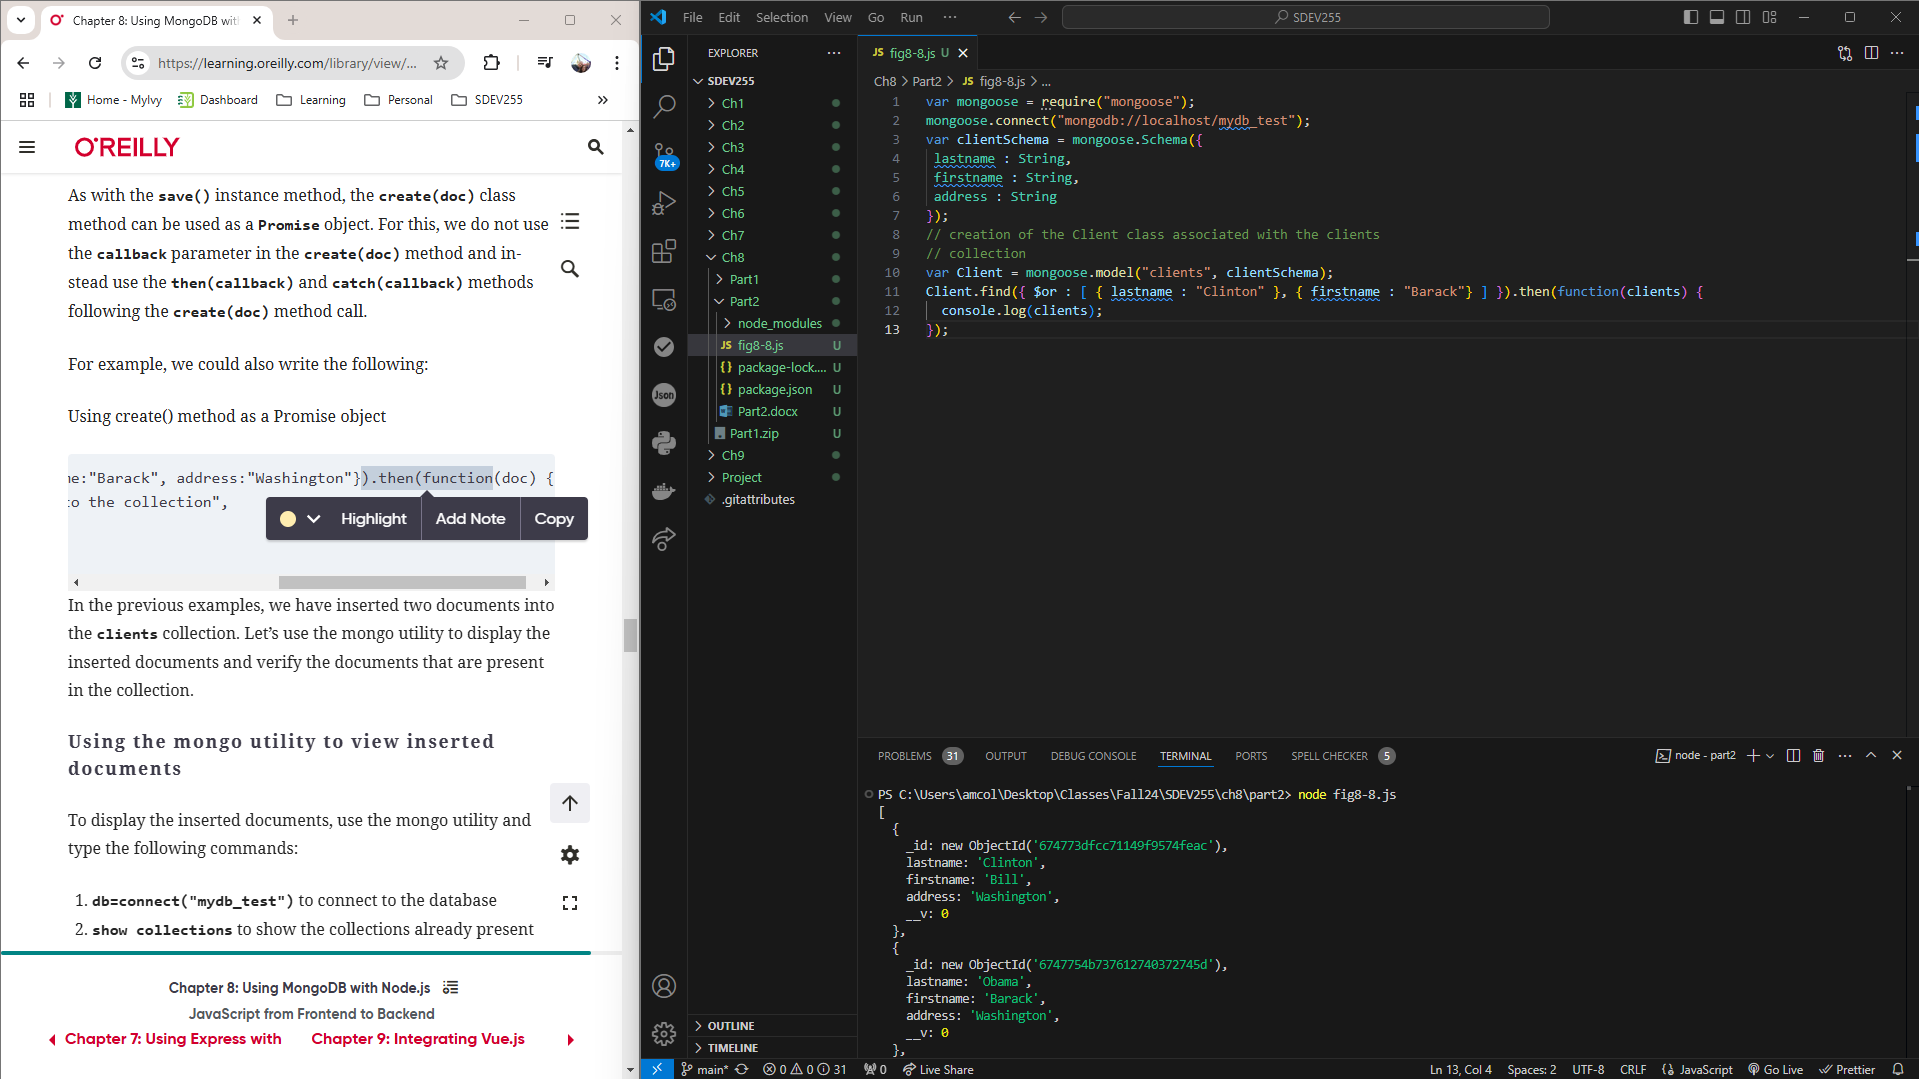 Chapter 8: Using MongoDB with
https://learning.oreilly.com/library/view/...
Home - MyIvy
Dashboard
Learning
Personal
SDEV255
O'REILLY
As with the save() instance method, the create(doc) class
method can be used as a Promise object. For this, we do not use
the callback parameter in the create(doc) method and in-
stead use the then(callback) and catch(callback) methods
following the create(doc) method call.
For example, we could also write the following:
Using create() method as a Promise object
ne:"Barack", address:"Washington"}).then(function(doc) {
to the collection",
Highlight
Add Note
Copy
In the previous examples, we have inserted two documents into
the clients collection. Let’s use the mongo utility to display the
inserted documents and verify the documents that are present
in the collection.
Using the mongo utility to view inserted
documents
To display the inserted documents, use the mongo utility and
type the following commands:
1. db=connect("mydb_test") to connect to the database
2. show collections to show the collections already present
Chapter 8: Using MongoDB with Node.js
JavaScript from Frontend to Backend
Chapter 7: Using Express with
Chapter 9: Integrating Vue.js
File Edit Selection View Go Run ...
SDEV255
EXPLORER
SDEV255
Ch1
Ch2
Ch3
Ch4
Ch5
Ch6
Ch7
Ch8
Part1
Part2
node_modules
JS fig8-8.js U
{} package-lock.... U
{} package.json U
Part2.docx U
Part1.zip U
Ch9
Project
.gitattributes
OUTLINE
TIMELINE
7K+
Json
JS fig8-8.js U
Ch8 > Part2 > JS fig8-8.js > ...
1 var mongoose = require("mongoose");
2 mongoose.connect("mongodb://localhost/mydb_test");
3 var clientSchema = mongoose.Schema({
4 lastname : String,
5 firstname : String,
6 address : String
7 });
8 // creation of the Client class associated with the clients
9 // collection
10 var Client = mongoose.model("clients", clientSchema);
11 Client.find({ $or : [ { lastname : "Clinton" }, { firstname : "Barack"} ] }).then(function(clients) {
12 console.log(clients);
13 });
PROBLEMS 31 OUTPUT DEBUG CONSOLE TERMINAL PORTS SPELL CHECKER 5
node - part2
PS C:\Users\amcol\Desktop\Classes\Fall24\SDEV255\ch8\part2> node fig8-8.js
[
{
_id: new ObjectId('674773dfcc71149f9574feac'),
lastname: 'Clinton',
firstname: 'Bill',
address: 'Washington',
__v: 0
},
{
_id: new ObjectId('6747754b737612740372745d'),
lastname: 'Obama',
firstname: 'Barack',
address: 'Washington',
__v: 0
},
main* 0 0 31 0 Live Share
Ln 13, Col 4 Spaces: 2 UTF-8 CRLF {} JavaScript Go Live Prettier